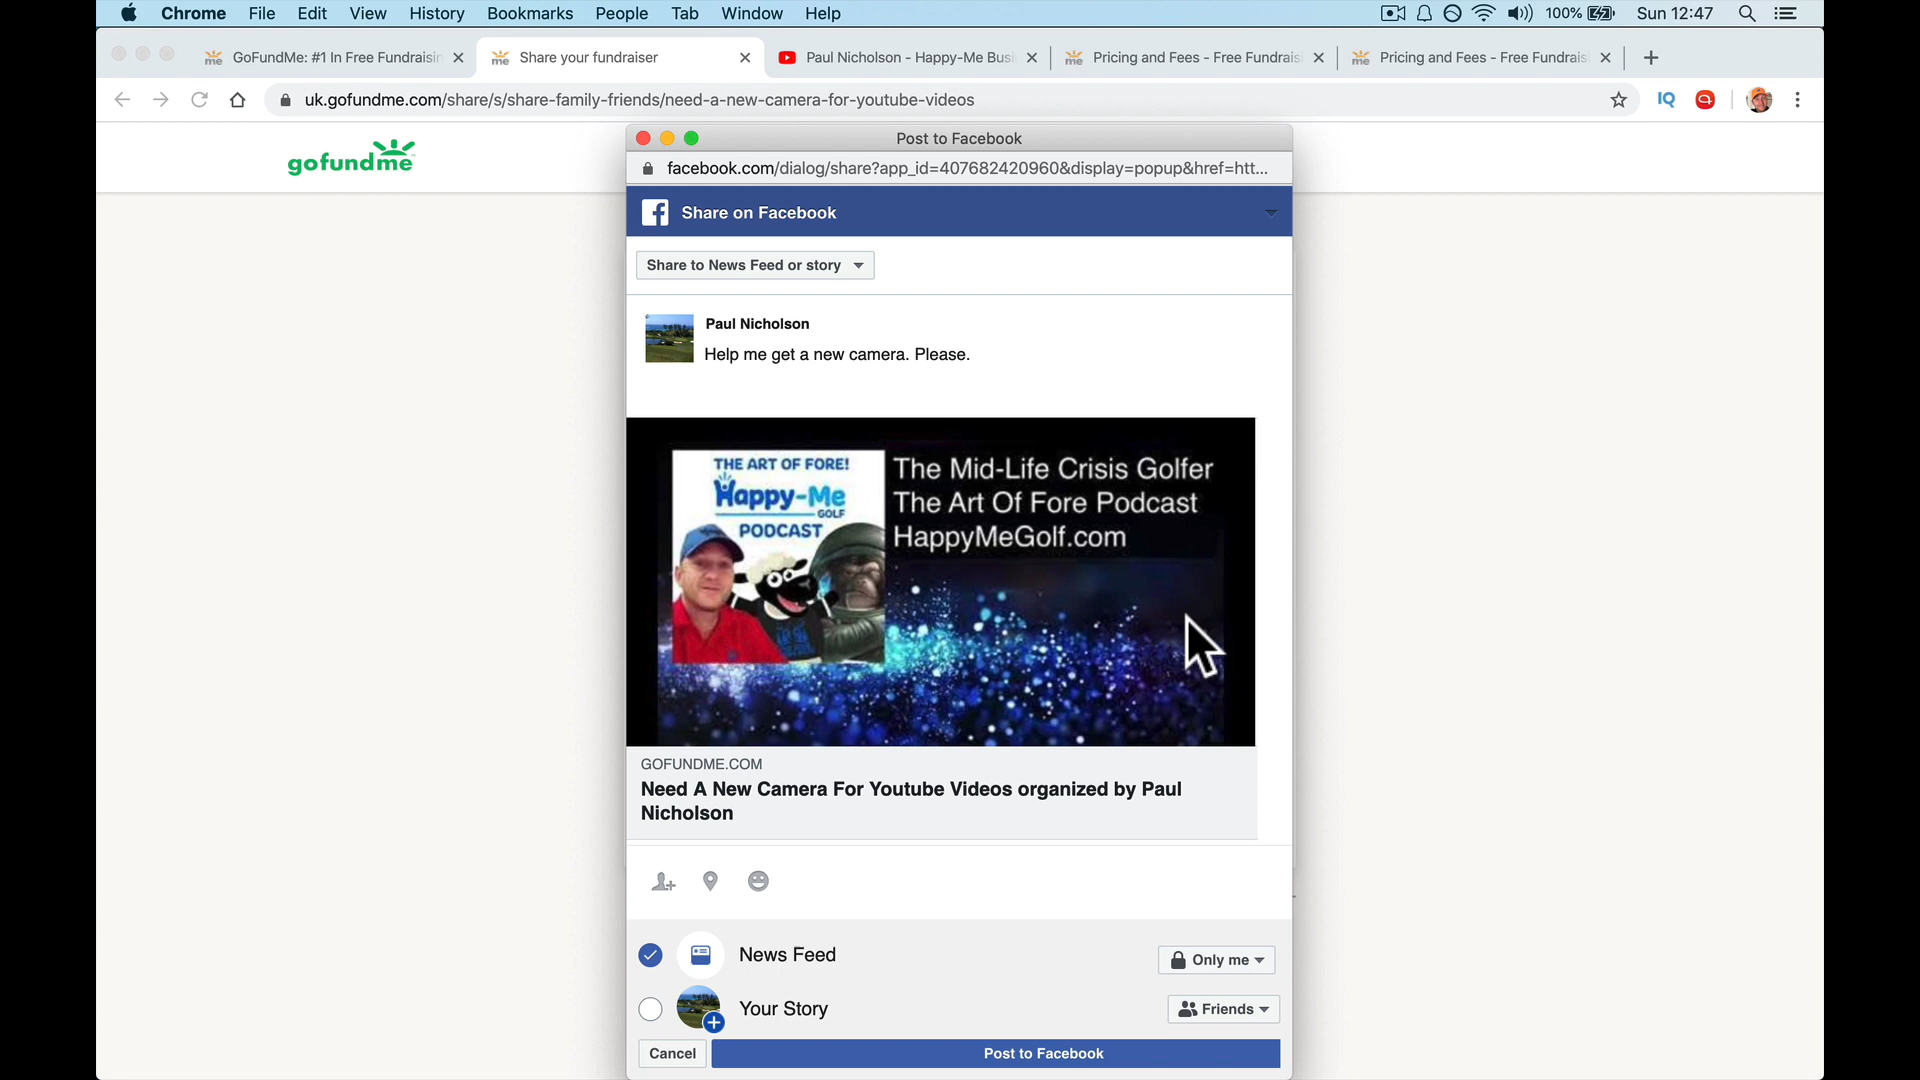 Chrome File Edit View History Bookmarks People Tab Window Help 100% Sun 12:47
GoFundMe: #1 In Free Fundraisin Share your fundraiser Paul Nicholson - Happy-Me Busi Pricing and Fees - Free Fundrais Pricing and Fees - Free Fundrais
uk.gofundme.com/share/s/share-family-friends/need-a-new-camera-for-youtube-videos IQ
gofundme
Post to Facebook
facebook.com/dialog/share?app_id=407682420960&display=popup&href=htt...
Share on Facebook
Share to News Feed or story
Paul Nicholson
Help me get a new camera. Please.
THE ART OF FORE!
Happy-Me
GOLF
PODCAST
The Mid-Life Crisis Golfer
The Art Of Fore Podcast
HappyMeGolf.com
GOFUNDME.COM
Need A New Camera For Youtube Videos organized by Paul
Nicholson
News Feed Only me
Your Story Friends
Cancel Post to Facebook